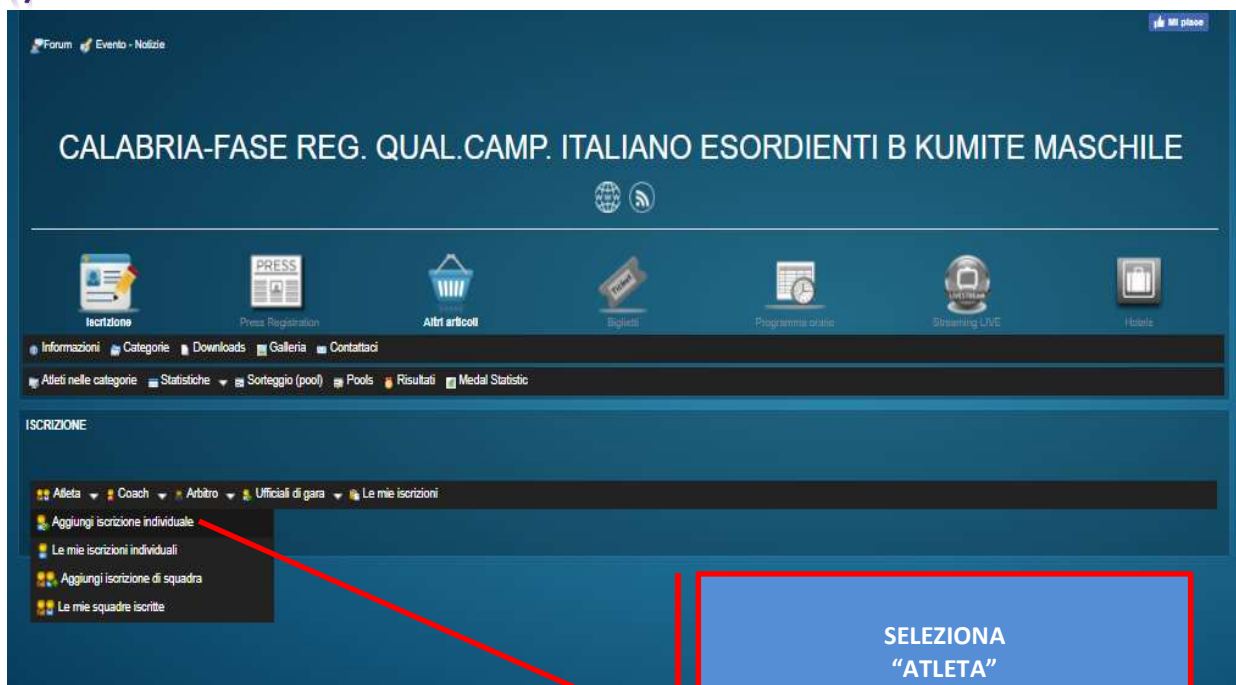 Mi piace
Forum Evento - Notizie
CALABRIA-FASE REG. QUAL.CAMP. ITALIANO ESORDIENTI B KUMITE MASCHILE
www
PRESS
Ticket
LIVESTREAM
Iscrizione Press Registration Altri articoli Biglietti Programma orario Streaming LIVE Hotels
Informazioni Categorie Downloads Galleria Contattaci
Atleti nelle categorie Statistiche Sorteggio (pool) Pools Risultati Medal Statistic
ISCRIZIONE
Atleta Coach Arbitro Ufficiali di gara Le mie iscrizioni
Aggiungi iscrizione individuale
Le mie iscrizioni individuali
Aggiungi iscrizione di squadra
Le mie squadre iscritte
SELEZIONA
“ATLETA”